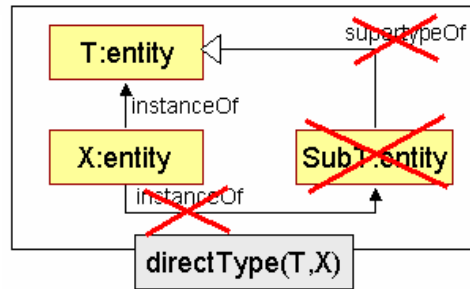 supertypeOf
T:entity
instanceOf
X:entity
SubT:entity
instanceOf
directType(T,X)